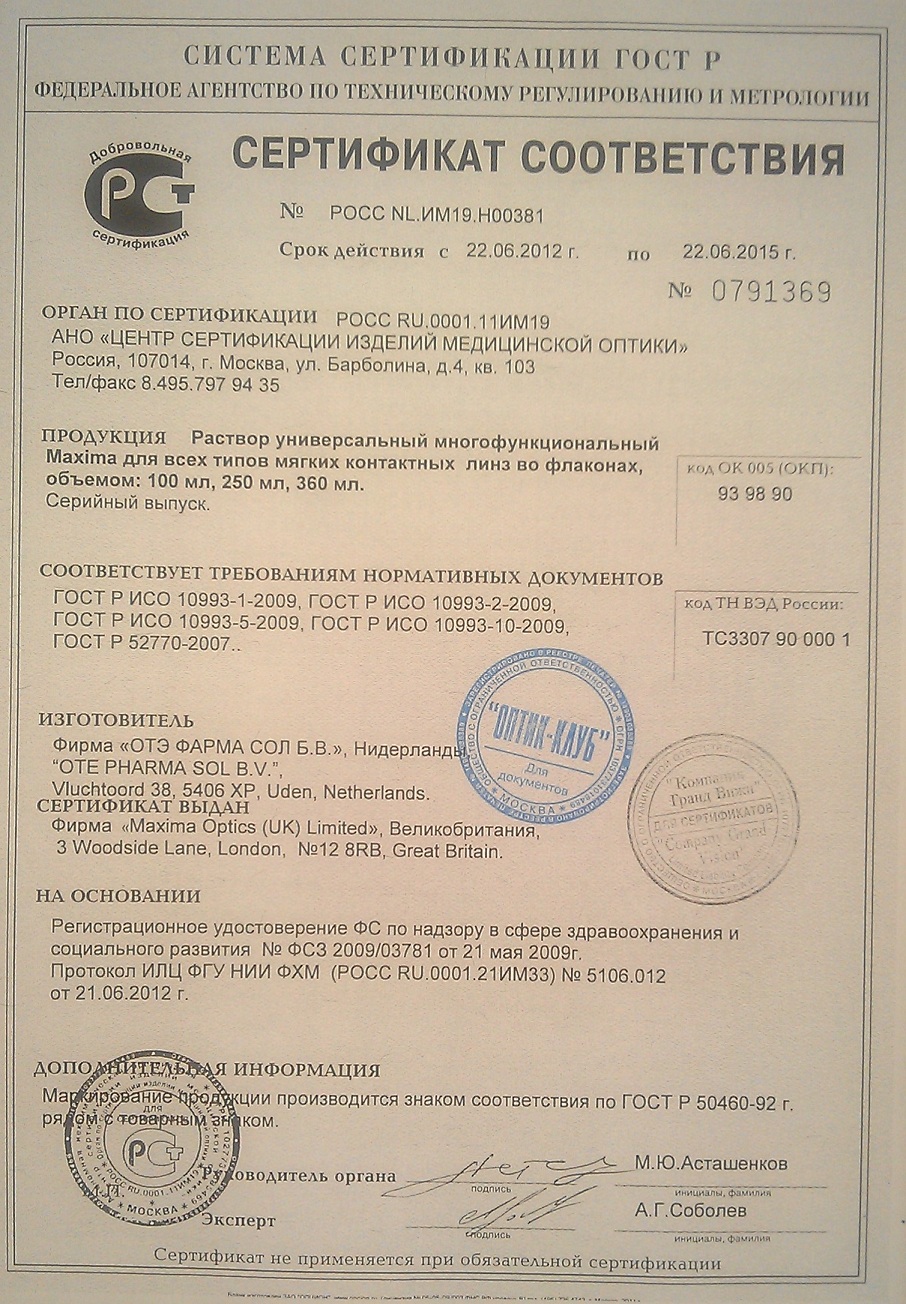 СИСТЕМА СЕРТИФИКАЦИИ ГОСТ Р
ФЕДЕРАЛЬНОЕ АГЕНТСТВО ПО ТЕХНИЧЕСКОМУ РЕГУЛИРОВАНИЮ И МЕТРОЛОГИИ
Добровольная
РСТ
сертификация
СЕРТИФИКАТ СООТВЕТСТВИЯ
№ РОСС NL.ИМ19.Н00381
Срок действия с 22.06.2012 г. по 22.06.2015 г.
№ 0791369
ОРГАН ПО СЕРТИФИКАЦИИ РОСС RU.0001.11ИМ19
АНО «ЦЕНТР СЕРТИФИКАЦИИ ИЗДЕЛИЙ МЕДИЦИНСКОЙ ОПТИКИ»
Россия, 107014, г. Москва, ул. Барболина, д.4, кв. 103
Тел/факс 8.495.797 94 35
ПРОДУКЦИЯ Раствор универсальный многофункциональный
Maxima для всех типов мягких контактных линз во флаконах,
объемом: 100 мл, 250 мл, 360 мл.
Серийный выпуск.
код ОК 005 (ОКП):
93 98 90
СООТВЕТСТВУЕТ ТРЕБОВАНИЯМ НОРМАТИВНЫХ ДОКУМЕНТОВ
ГОСТ Р ИСО 10993-1-2009, ГОСТ Р ИСО 10993-2-2009,
ГОСТ Р ИСО 10993-5-2009, ГОСТ Р ИСО 10993-10-2009,
ГОСТ Р 52770-2007..
код ТН ВЭД России:
ТС3307 90 000 1
ИЗГОТОВИТЕЛЬ
Фирма «ОТЭ ФАРМА СОЛ Б.В.», Нидерланды
"OTE PHARMA SOL B.V.",
Vluchtoord 38, 5406 XP, Uden, Netherlands.
"ОПТИК-КЛУБ"
Для
документов
МОСКВА
"Компания
Гранд Вижн"
ДЛЯ СЕРТИФИКАТОВ
"Company Grand
Vision"
МОСКВА
СЕРТИФИКАТ ВЫДАН
Фирма «Maxima Optics (UK) Limited», Великобритания,
3 Woodside Lane, London, №12 8RB, Great Britain.
НА ОСНОВАНИИ
Регистрационное удостоверение ФС по надзору в сфере здравоохранения и
социального развития № ФСЗ 2009/03781 от 21 мая 2009г.
Протокол ИЛЦ ФГУ НИИ ФХМ (РОСС RU.0001.21ИМ33) № 5106.012
от 21.06.2012 г.
ДОПОЛНИТЕЛЬНАЯ ИНФОРМАЦИЯ
Маркирование продукции производится знаком соответствия по ГОСТ Р 50460-92 г.
рядом с товарным знаком.
РСТ
РОСС RU.0001.11ИМ19
МОСКВА
М.П.
Руководитель органа М.Ю.Асташенков
подпись инициалы, фамилия
Эксперт А.Г.Соболев
подпись инициалы, фамилия
Сертификат не применяется при обязательной сертификации